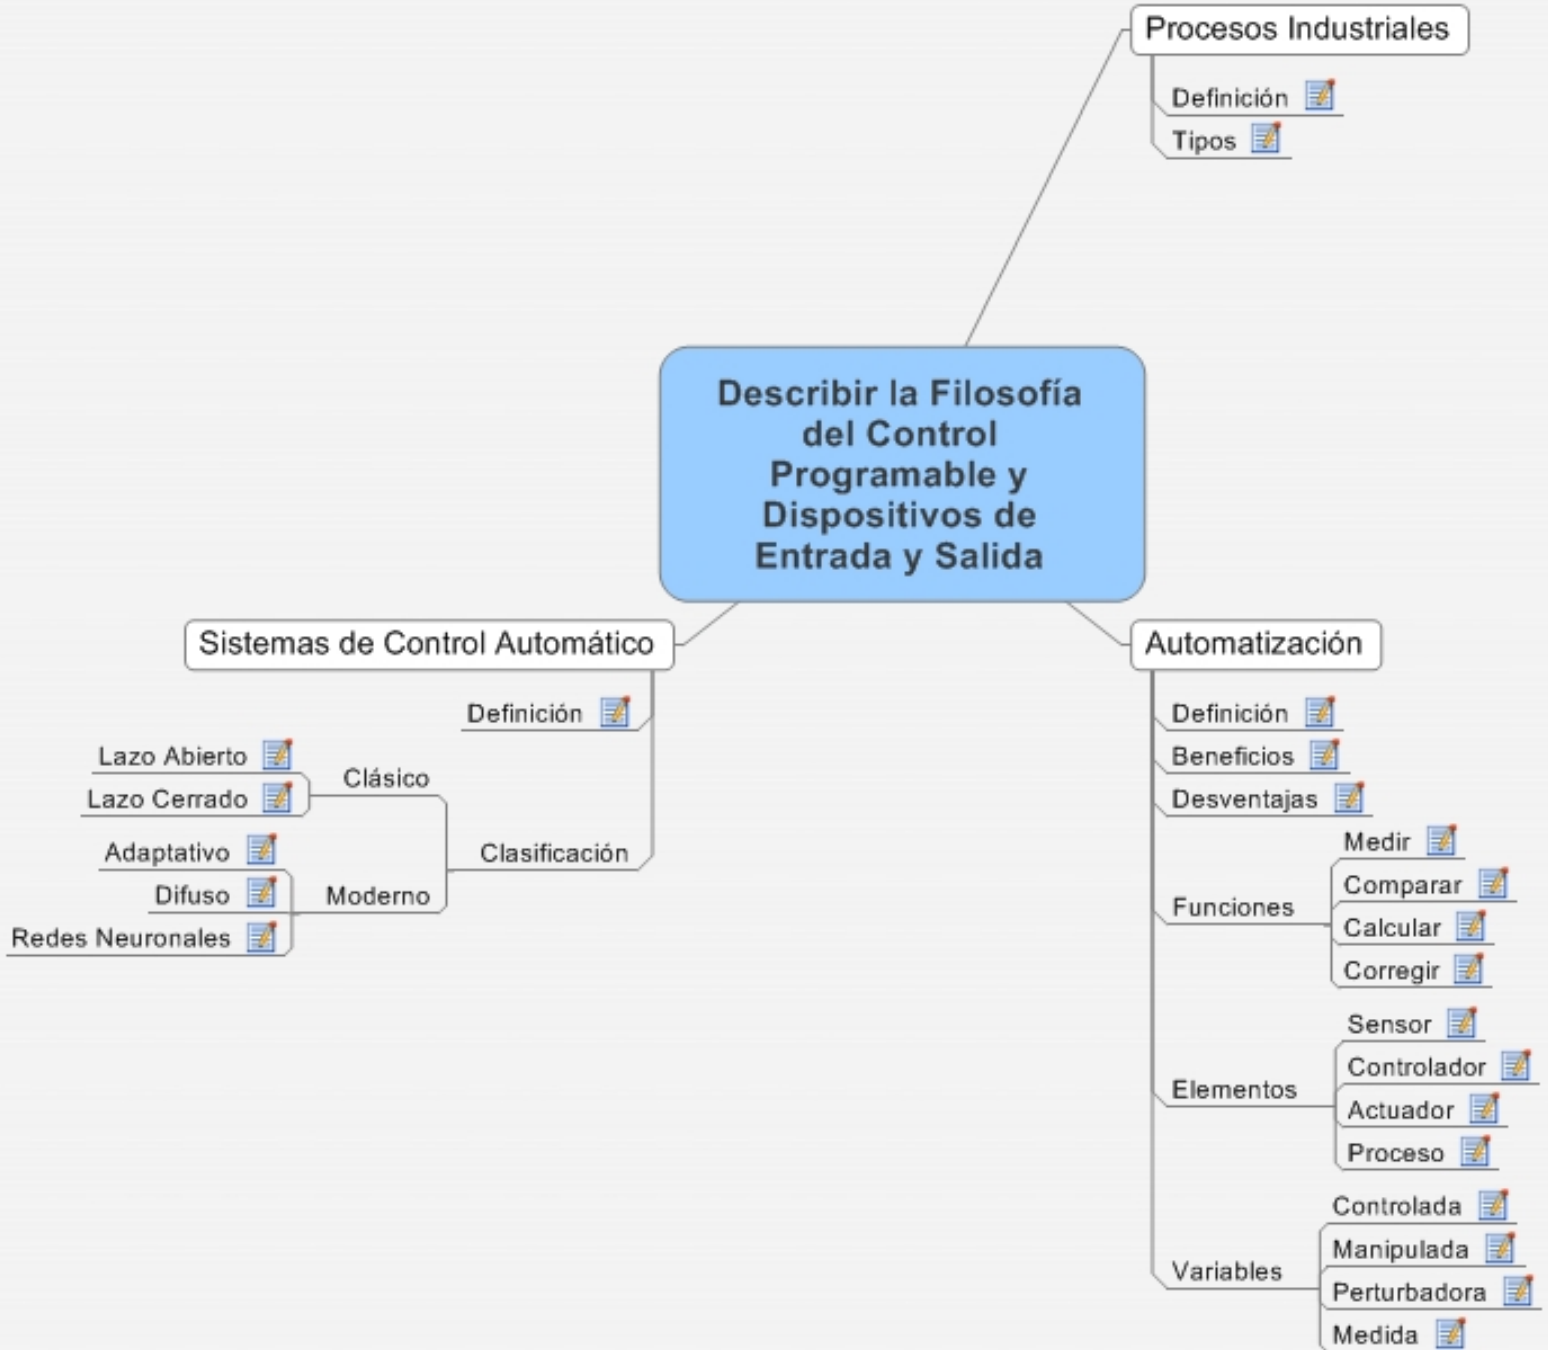 Procesos Industriales
Definición
Tipos
Describir la Filosofía
del Control
Programable y
Dispositivos de
Entrada y Salida
Sistemas de Control Automático
Definición
Clasificación
Clásico
Lazo Abierto
Lazo Cerrado
Moderno
Adaptativo
Difuso
Redes Neuronales
Automatización
Definición
Beneficios
Desventajas
Funciones
Medir
Comparar
Calcular
Corregir
Elementos
Sensor
Controlador
Actuador
Proceso
Variables
Controlada
Manipulada
Perturbadora
Medida